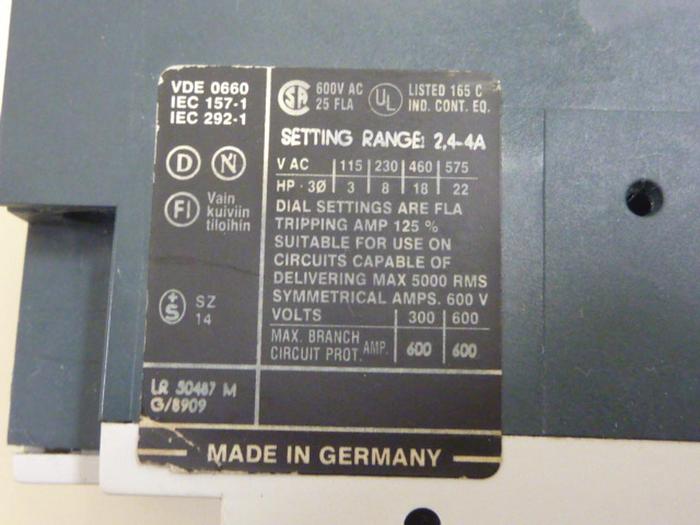 VDE 0660
IEC 157-1
IEC 292-1
D N
FI Vain
kuiviin
tiloihin
S SZ
14
LR 50487 M
G/8909
SA 600V AC
25 FLA
UL LISTED 165 C
IND. CONT. EQ.
SETTING RANGE: 2,4-4A
V AC 115 230 460 575
HP · 3Ø 3 8 18 22
DIAL SETTINGS ARE FLA
TRIPPING AMP 125 %
SUITABLE FOR USE ON
CIRCUITS CAPABLE OF
DELIVERING MAX 5000 RMS
SYMMETRICAL AMPS. 600 V
VOLTS 300 600
MAX. BRANCH
CIRCUIT PROT. AMP. 600 600
MADE IN GERMANY